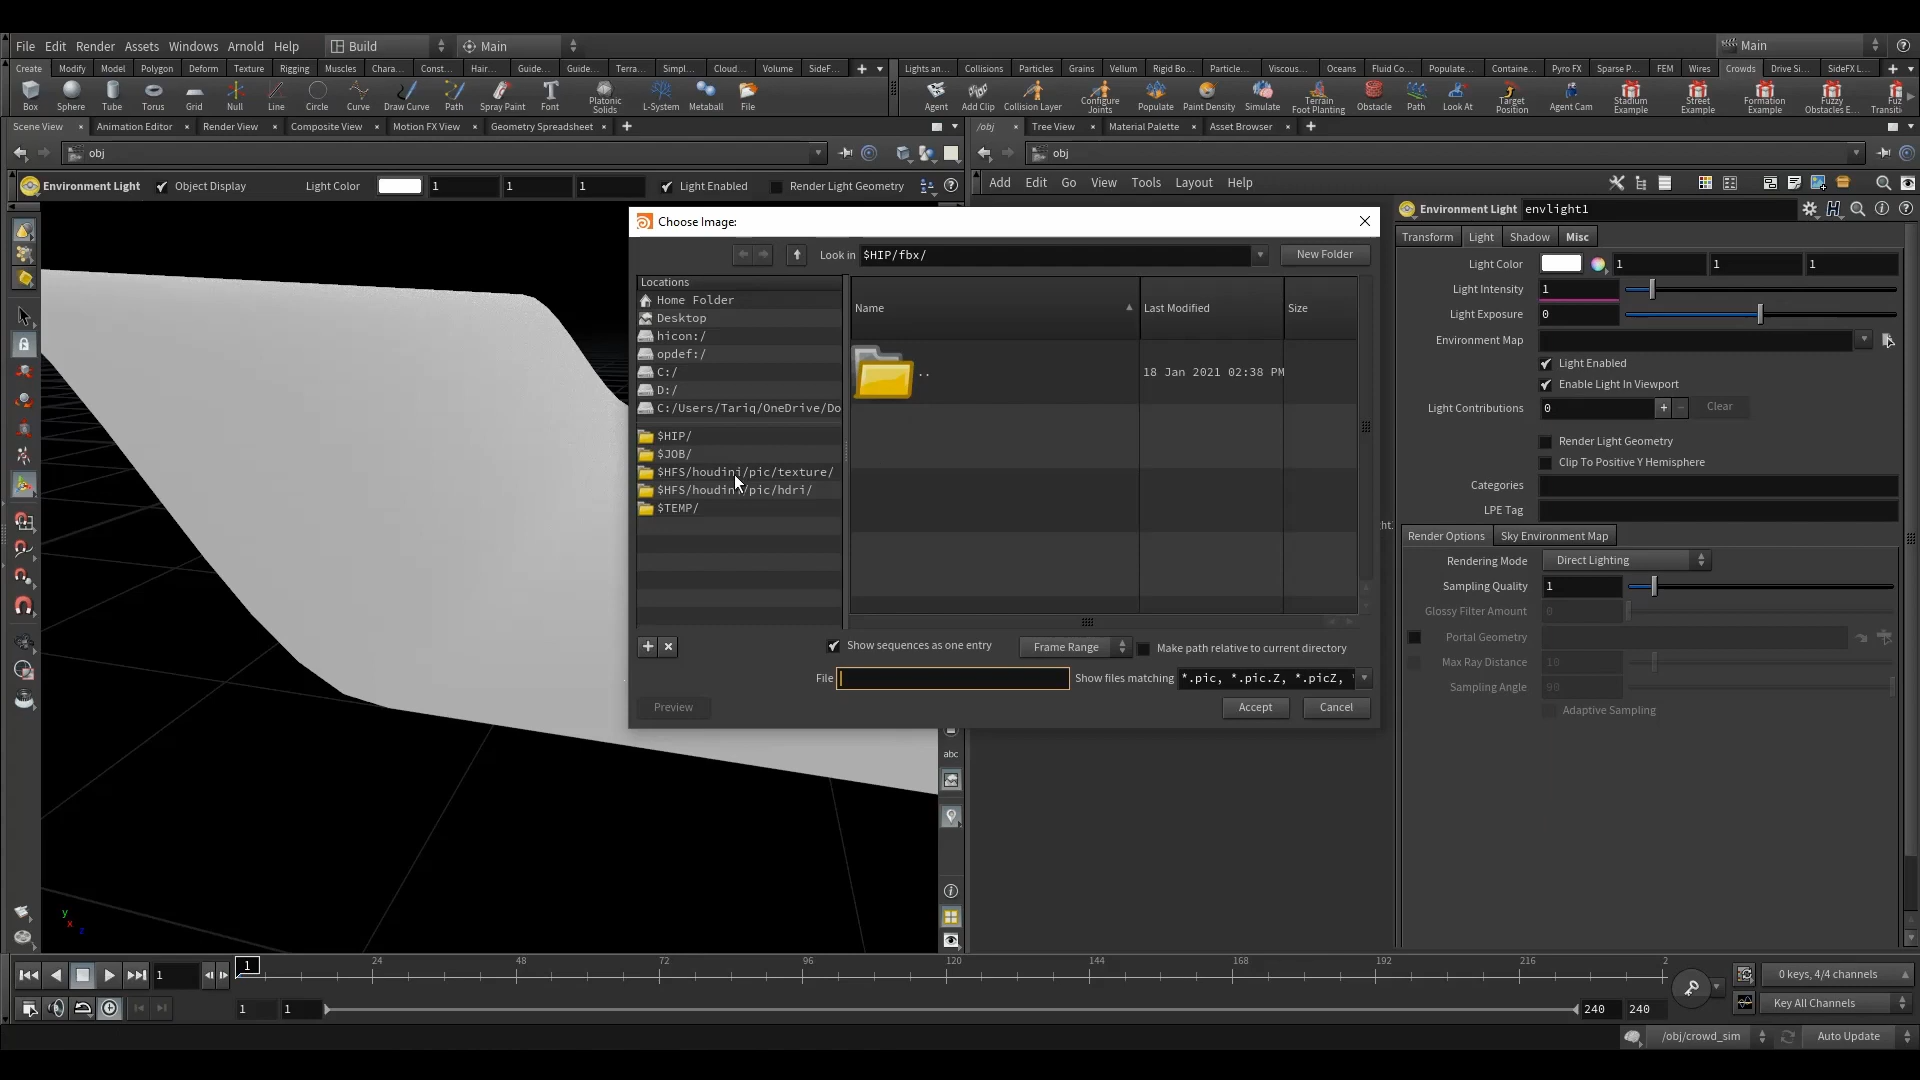 File Edit Render Assets Windows Arnold Help Build Main Main
Create Modify Model Polygon Deform Texture Rigging Muscles Chara... Const... Hair... Guide... Guide... Terra... Simpl... Cloud... Volume SideF... Lights an... Collisions Particles Grains Vellum Rigid Bo... Particle... Viscous... Oceans Fluid Co... Populate... Containe... Pyro FX Sparse P... FEM Wires Crowds Drive Si... SideFX L...
Box Sphere Tube Torus Grid Null Line Circle Curve Draw Curve Path Spray Paint Font Platonic Solids L-System Metaball File Agent Add Clip Collision Layer Configure Joints Populate Paint Density Simulate Terrain Foot Planting Obstacle Path Look At Target Position Agent Cam Stadium Example Street Example Formation Example Fuzzy Obstacles E... Fuz Transiti
Scene View Animation Editor Render View Composite View Motion FX View Geometry Spreadsheet /obj Tree View Material Palette Asset Browser
obj obj
Environment Light Object Display Light Color 1 1 1 Light Enabled Render Light Geometry Add Edit Go View Tools Layout Help
Environment Light envlight1
Choose Image:
Look in $HIP/fbx/ New Folder
Locations
Home Folder
Desktop
hicon:/
opdef:/
C:/
D:/
C:/Users/Tariq/OneDrive/Do
$HIP/
$JOB/
$HFS/houdini/pic/texture/
$HFS/houdini/pic/hdri/
$TEMP/
Name Last Modified Size
.. 18 Jan 2021 02:38 PM
Show sequences as one entry Frame Range Make path relative to current directory
File Show files matching *.pic, *.pic.Z, *.picZ,
Preview Accept Cancel
Transform Light Shadow Misc
Light Color 1 1 1
Light Intensity 1
Light Exposure 0
Environment Map
Light Enabled
Enable Light In Viewport
Light Contributions 0 Clear
Render Light Geometry
Clip To Positive Y Hemisphere
Categories
LPE Tag
Render Options Sky Environment Map
Rendering Mode Direct Lighting
Sampling Quality 1
Glossy Filter Amount 0
Portal Geometry
Max Ray Distance 10
Sampling Angle 90
Adaptive Sampling
abc
y
x
z
1 1 24 48 72 96 120 144 168 192 216 2 0 keys, 4/4 channels
1 1 240 240 Key All Channels
/obj/crowd_sim Auto Update